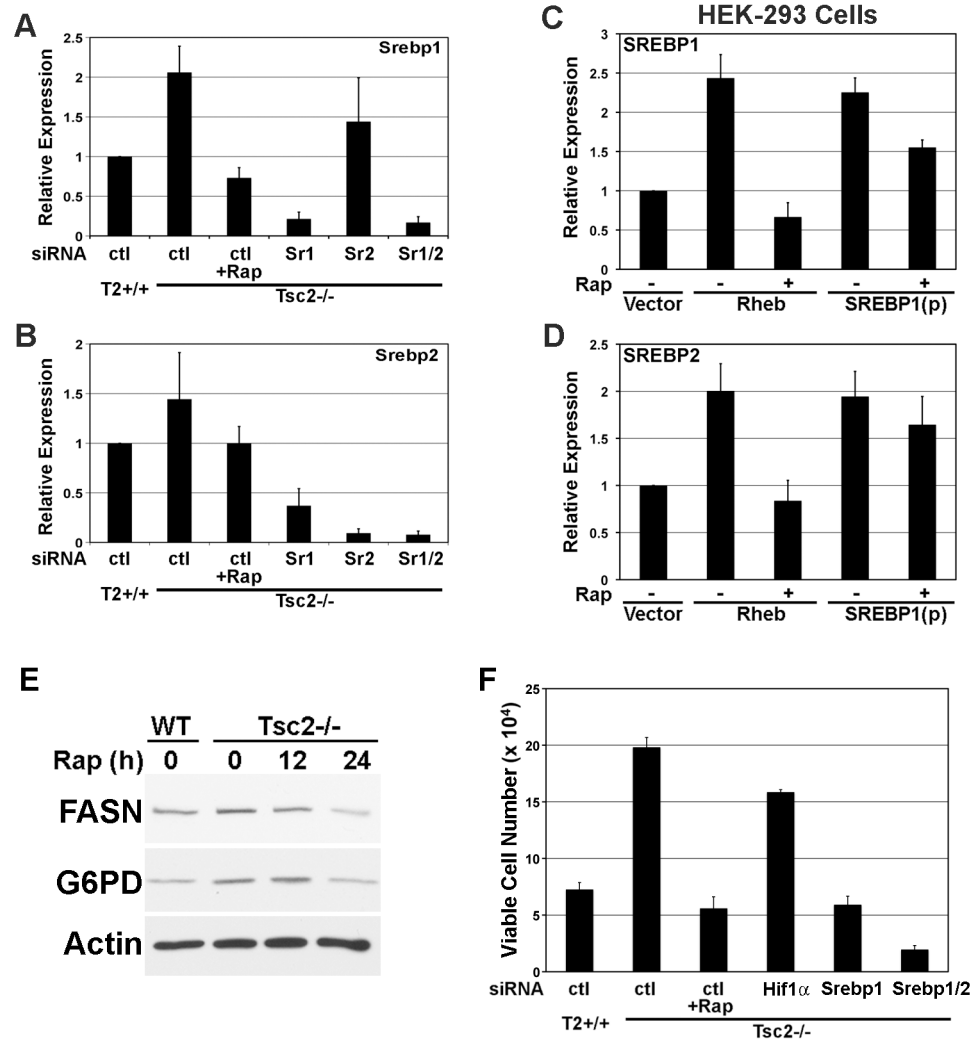 A
Srebp1
Relative Expression
2.5
2
1.5
1
0.5
0
siRNA ctl ctl ctl Sr1 Sr2 Sr1/2
+Rap
T2+/+ Tsc2-/-
B
Srebp2
Relative Expression
2
1.5
1
0.5
0
siRNA ctl ctl ctl Sr1 Sr2 Sr1/2
+Rap
T2+/+ Tsc2-/-
HEK-293 Cells
C
SREBP1
Relative Expression
3
2.5
2
1.5
1
0.5
0
Rap - - + - +
Vector Rheb SREBP1(p)
D
SREBP2
Relative Expression
2.5
2
1.5
1
0.5
0
Rap - - + - +
Vector Rheb SREBP1(p)
E
WT Tsc2-/-
Rap (h) 0 0 12 24
FASN
G6PD
Actin
F
Viable Cell Number (x 10⁴)
25
20
15
10
5
0
siRNA ctl ctl ctl Hif1α Srebp1 Srebp1/2
+Rap
T2+/+ Tsc2-/-